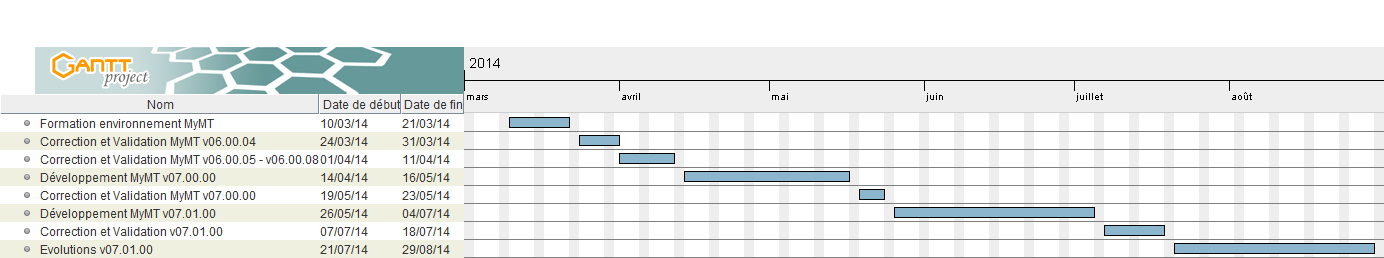 GANTT
project
2014
mars avril mai juin juillet août
Nom Date de début Date de fin
Formation environnement MyMT 10/03/14 21/03/14
Correction et Validation MyMT v06.00.04 24/03/14 31/03/14
Correction et Validation MyMT v06.00.05 - v06.00.08 01/04/14 11/04/14
Développement MyMT v07.00.00 14/04/14 16/05/14
Correction et Validation MyMT v07.00.00 19/05/14 23/05/14
Développement MyMT v07.01.00 26/05/14 04/07/14
Correction et Validation v07.01.00 07/07/14 18/07/14
Evolutions v07.01.00 21/07/14 29/08/14